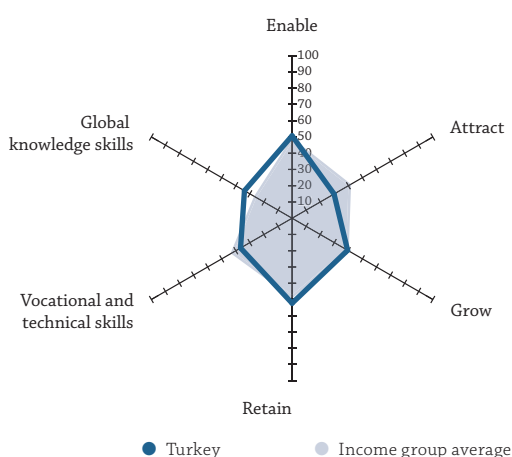 Enable
100
90
80
70
60
50
40
30
20
10
Attract
Global
knowledge skills
Vocational and
technical skills
Grow
Retain
Turkey
Income group average